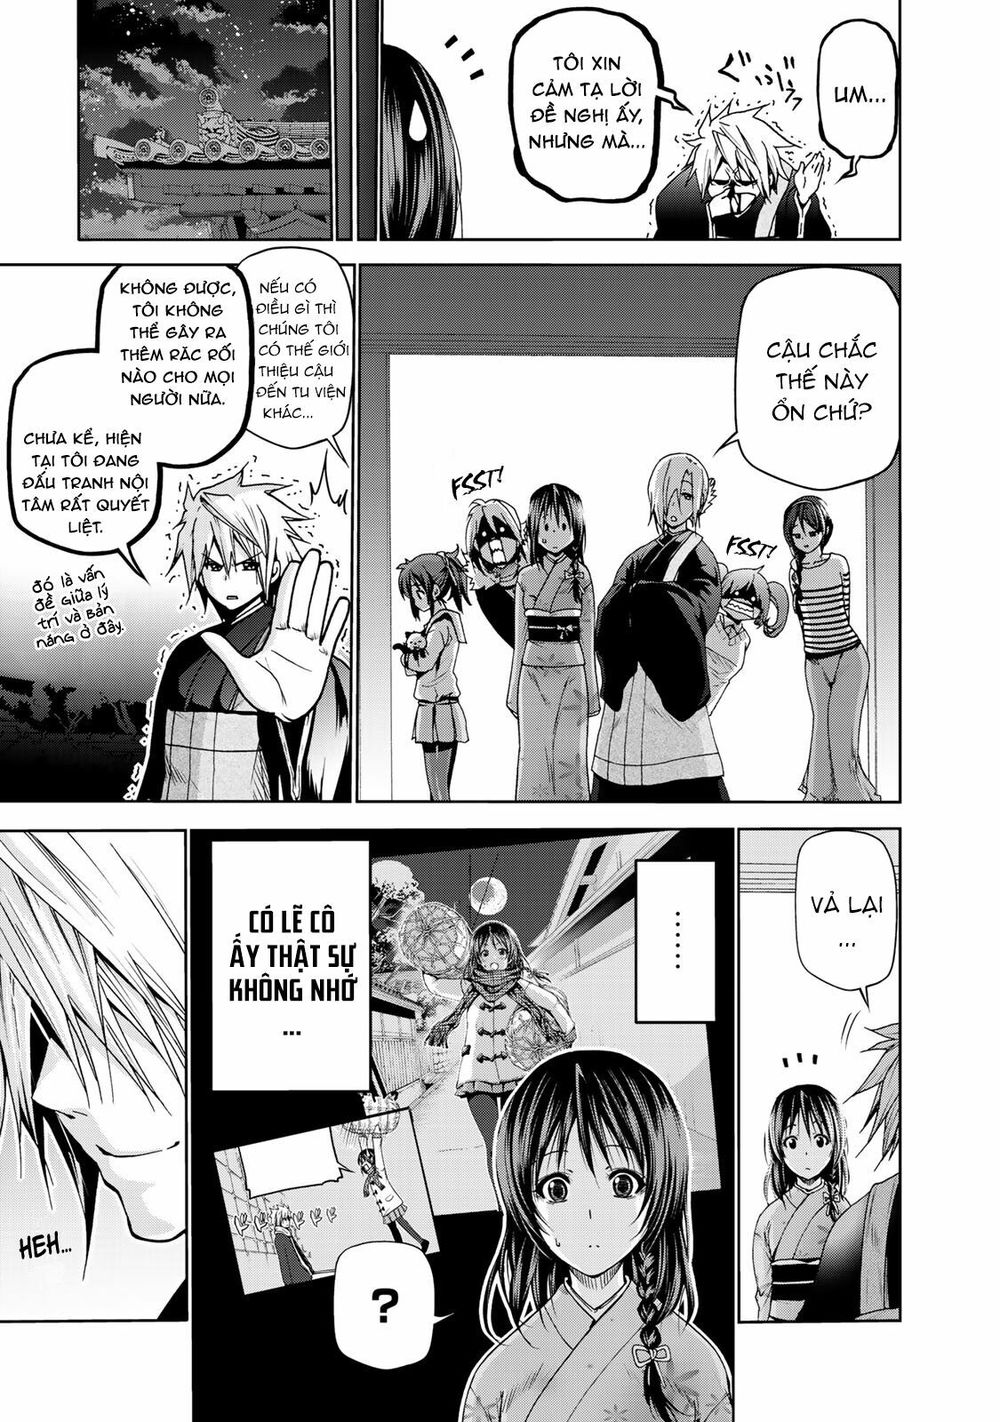 UM...
TÔI XIN
CẢM TẠ LỜI
ĐỀ NGHỊ ẤY,
NHƯNG MÀ...
CẬU CHẮC
THẾ NÀY
ỔN CHỨ?
FSST!
FSST!
NẾU CÓ
ĐIỀU GÌ THÌ
CHÚNG TÔI
CÓ THỂ GIỚI
THIỆU CẬU
ĐẾN TU VIỆN
KHÁC...
KHÔNG ĐƯỢC,
TÔI KHÔNG
THỂ GÂY RA
THÊM RẮC RỐI
NÀO CHO MỌI
NGƯỜI NỮA.
CHƯA KỂ, HIỆN
TẠI TÔI ĐANG
ĐẤU TRANH NỘI
TÂM RẤT QUYẾT
LIỆT.
đó là vấn
đề giữa lý
trí và bản
năng ở đây.
VẢ LẠI
...
......
CÓ LẼ CÔ
ẤY THẬT SỰ
KHÔNG NHỚ
...
?
HEH...